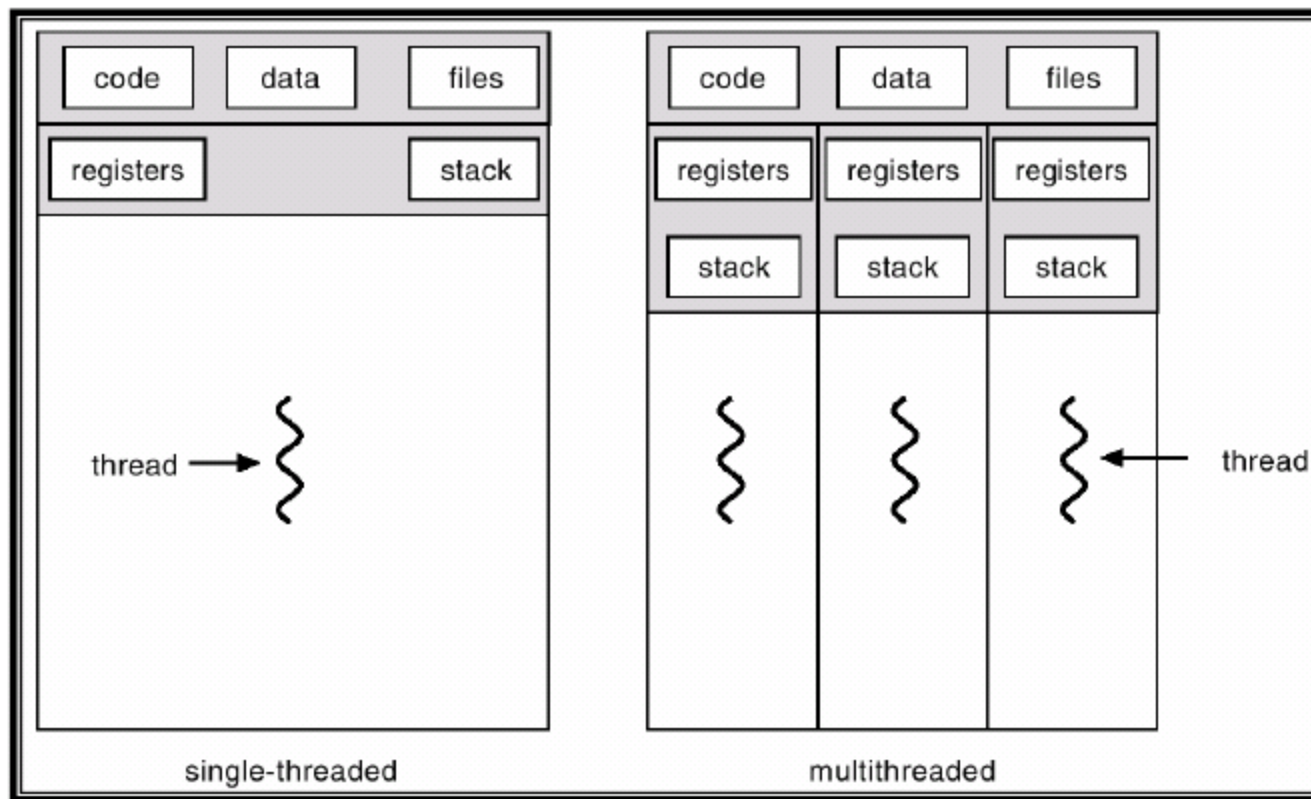 code data files
registers stack
thread
single-threaded
code data files
registers registers registers
stack stack stack
thread
multithreaded